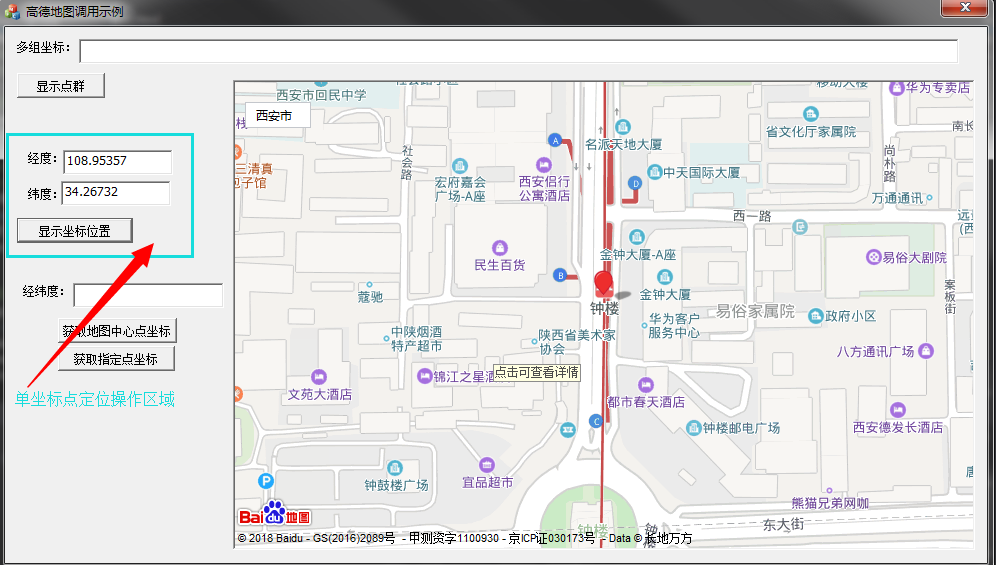 高德地图调用示例
多组坐标：
显示点群
经度：
108.95357
纬度：
34.26732
显示坐标位置
经纬度：
获取地图中心点坐标
获取指定点坐标
单坐标点定位操作区域
西安市回民中学
西安市
移动大厦
华为专卖店
省文化厅家属院
南长
名派天地大厦
A
社会路
宏府嘉会
广场-A座
西安侣行
公寓酒店
中天国际大厦
D
尚朴路
万通通讯
三清真
包子馆
西一路
民生百货
金钟大厦-A座
易俗大剧院
B
金钟大厦
钟楼
蔻驰
易俗家属院
政府小区
案板街
华为客户
服务中心
中陕烟酒
特产超市
陕西省美术家
协会
八方通讯广场
锦江之星酒
点击可查看详情
文苑大酒店
都市春天酒店
C
钟楼邮电广场
西安德发长酒店
钟鼓楼广场
宜品超市
P
熊猫兄弟网咖
钟楼
东大街
Bai du 地图
© 2018 Baidu - GS(2016)2089号 - 甲测资字1100930 - 京ICP证030173号 - Data © 长地万方